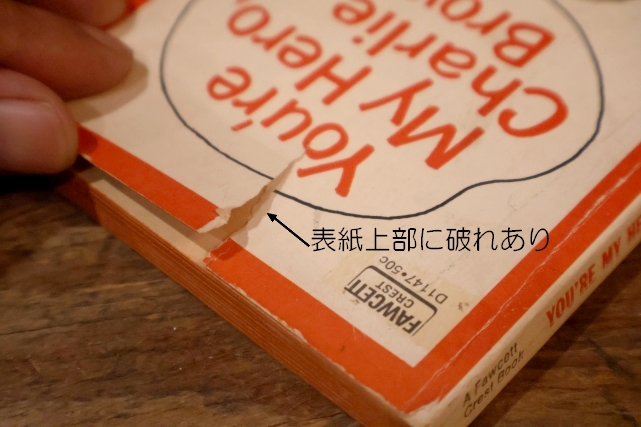 You're
My Hero,
Charlie
Brow
表紙上部に破れあり
FAWCETT
CREST
D1147•50c
YOU'RE MY HE
A Fawcett
Crest Book